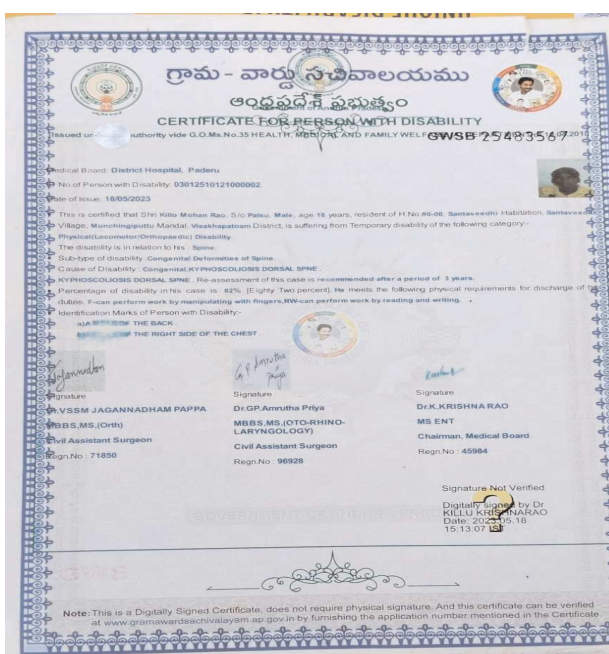 గ్రామ - వార్డు సచివాలయము
ఆంధ్రప్రదేశ్ ప్రభుత్వం
CERTIFICATE FOR PERSON WITH DISABILITY
Issued un uthority vide G.O.Ms.No.35 HEALTH, MEDICAL AND FAMILY WELF
GWSB 25483567
edical Board: District Hospital, Paderu
No.of Person with Disability: 03012510121000002
ate of Issue: 18/05/2023
This is certified that Shri Killo Mohan Rao, S/o Palsu, Male, age 18 years, resident of H.No.#6-00, Santaveedhi Habitation, Santaveed
Village, Munchingiputtu Mandal, Visakhapatnam District, is suffering from Temporary disability of the following category:-
Physical(Locomotor/Orthopaedic) Disability
The disability is in relation to his : Spine.
Sub-type of disability :Congenital Deformities of Spine.
Cause of Disability : Congenital,KYPHOSCOLIOSIS DORSAL SPNE .
KYPHOSCOLIOSIS DORSAL SPNE . Re-assessment of this case is recommended after a period of 3 years.
Percentage of disability in his case is :82% [Eighty Two percent]. He meets the following physical requirements for discharge of
duties. F-can perform work by manipulating with fingers,RW-can perform work by reading and writing. .
Identification Marks of Person with Disability:-
a)A OF THE BACK .
THE RIGHT SIDE OF THE CHEST .
Jagannadham
G.P Amrutha
Priya
ignature Signature Signature
r.VSSM JAGANNADHAM PAPPA Dr.GP.Amrutha Priya Dr.K.KRISHNA RAO
MBBS,MS.(Orth) MBBS,MS.(OTO-RHINO-LARYNGOLOGY) MS ENT
Civil Assistant Surgeon Civil Assistant Surgeon Chairman, Medical Board
Regn.No : 71850 Regn.No : 96928 Regn.No : 45984
Signature Not Verified
Digitally signed by Dr
KILLU KRISHNARAO
Date: 2023.05.18
15:13:07 IST
Note: This is a Digitally Signed Certificate, does not require physical signature. And this certificate can be verified
at www.gramawardsachivalayam.ap.gov.in by furnishing the application number mentioned in the Certificate.